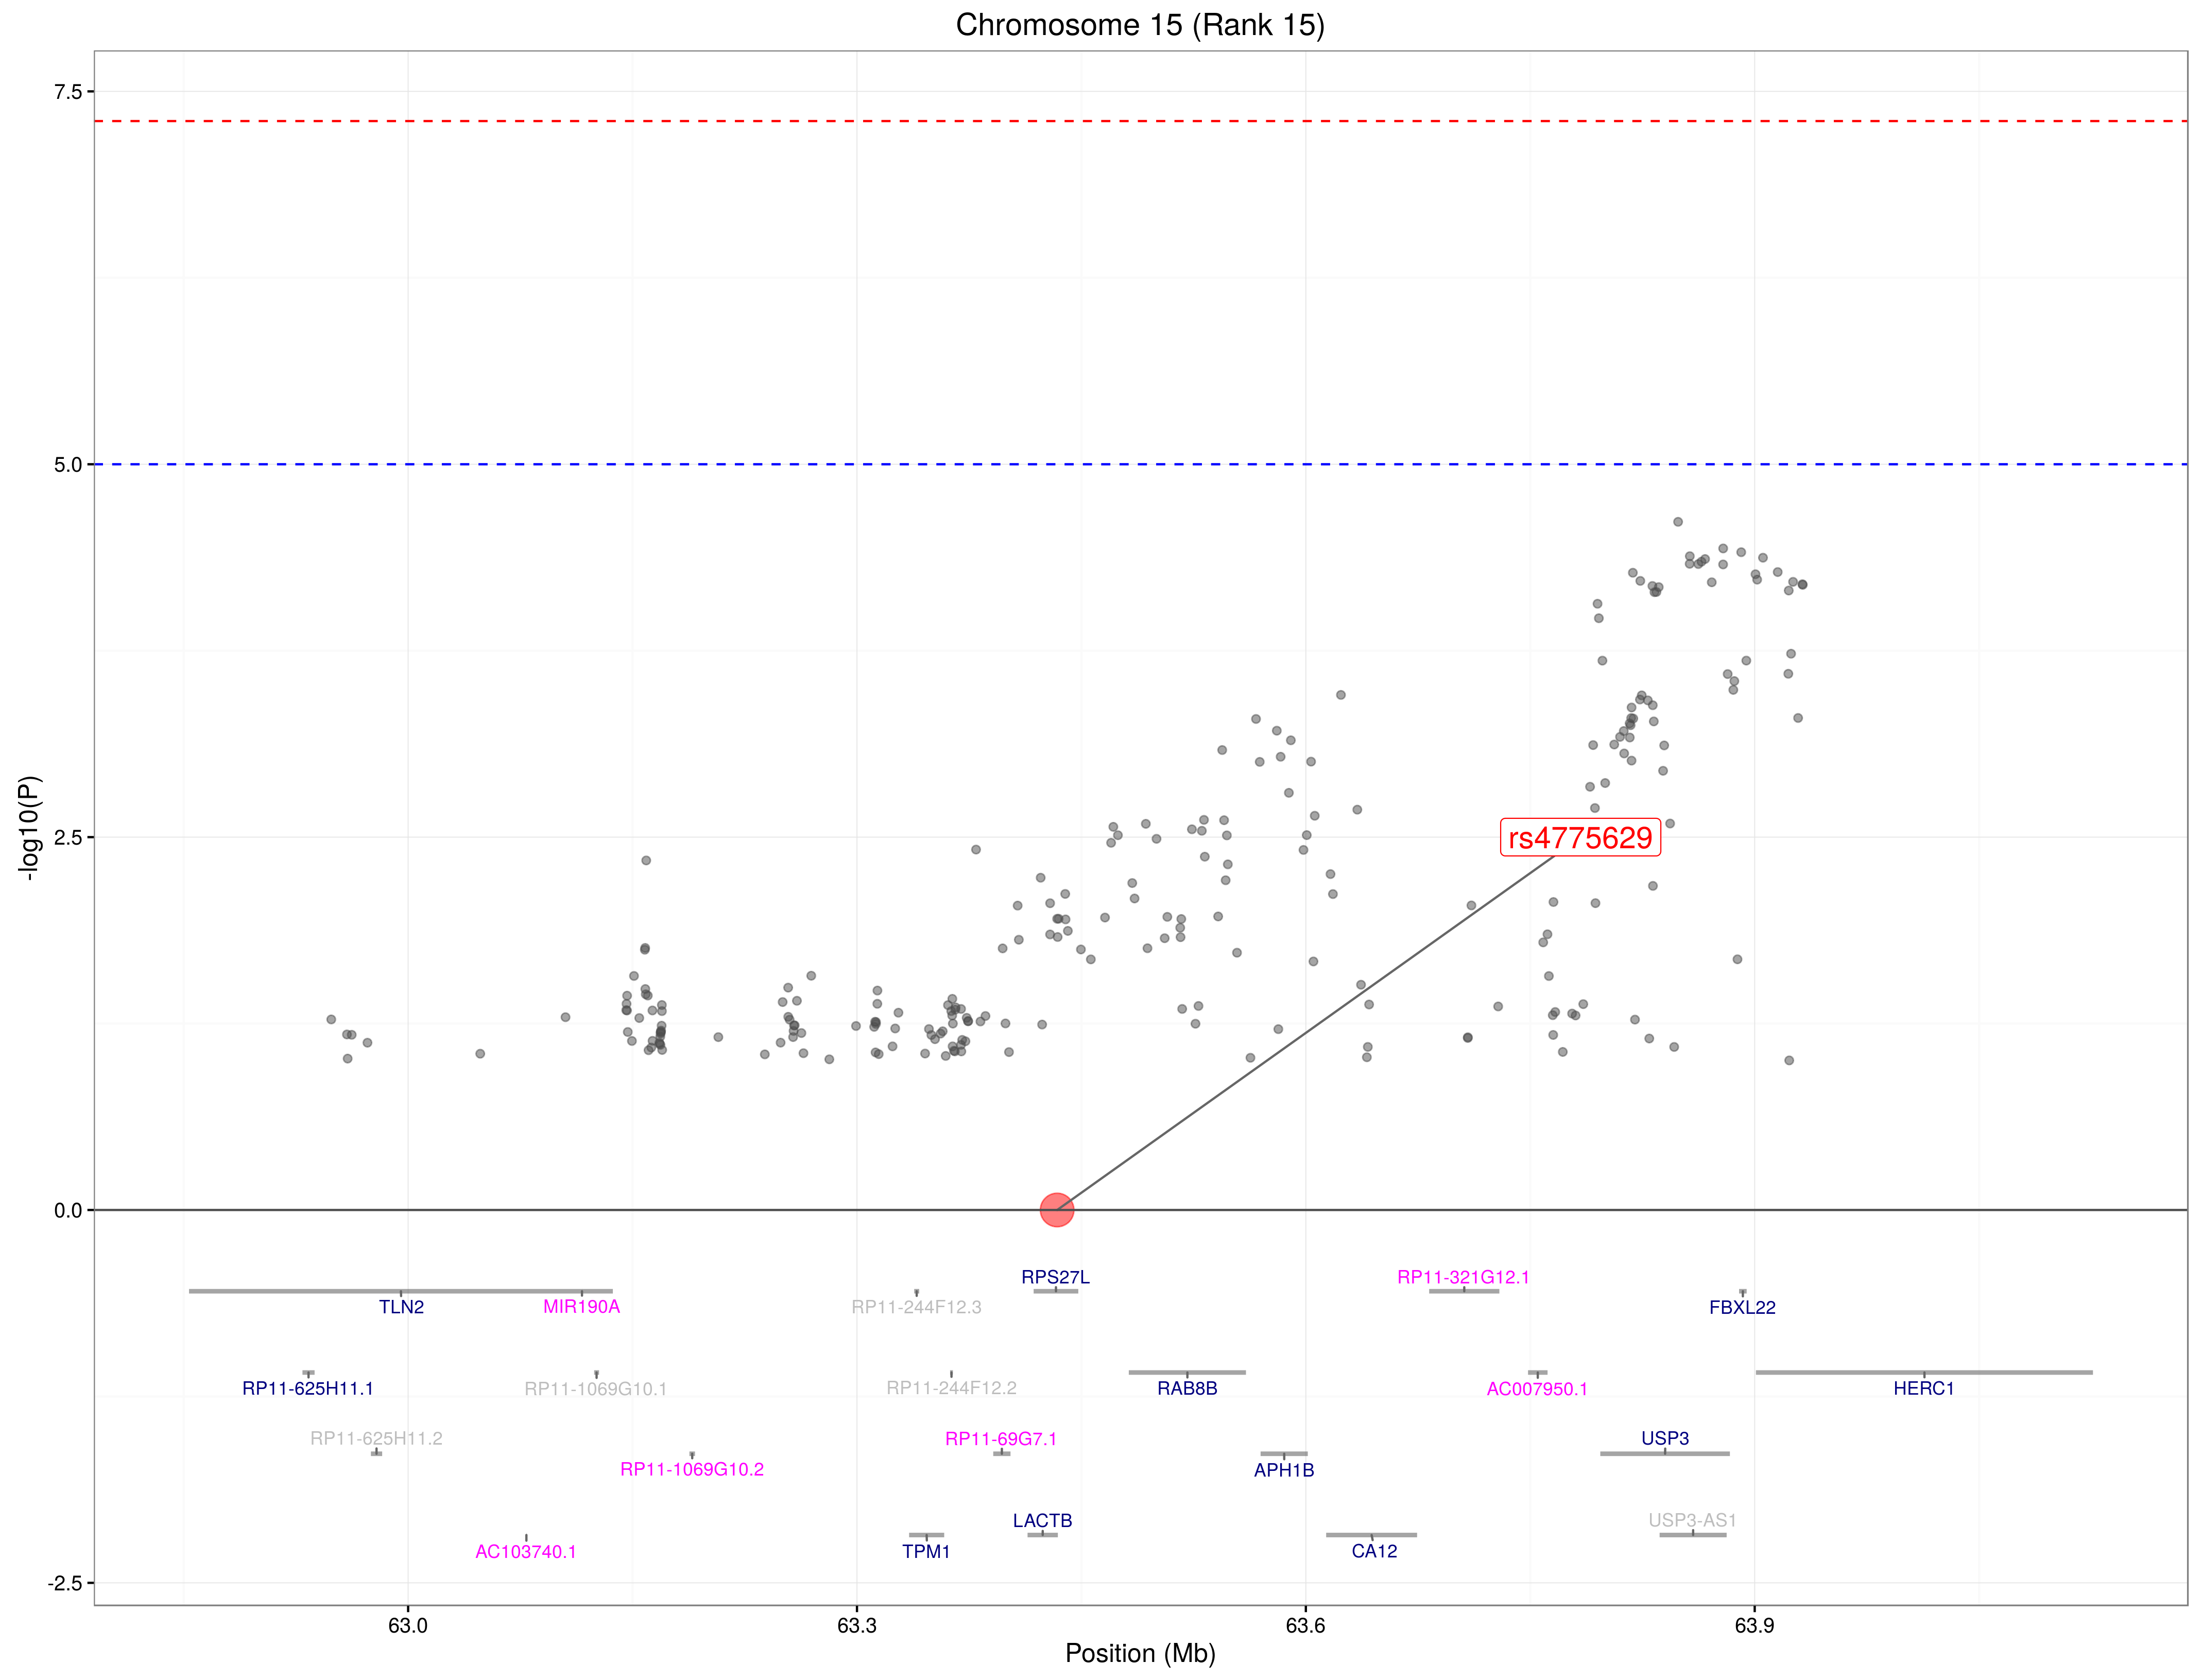 Chromosome 15 (Rank 15)
7.5
5.0
2.5
0.0
-2.5
-log10(P)
rs4775629
RPS27L
RP11-321G12.1
TLN2
MIR190A
RP11-244F12.3
FBXL22
RP11-625H11.1
RP11-1069G10.1
RP11-244F12.2
RAB8B
AC007950.1
HERC1
RP11-625H11.2
RP11-69G7.1
USP3
RP11-1069G10.2
APH1B
LACTB
USP3-AS1
AC103740.1
TPM1
CA12
63.0
63.3
63.6
63.9
Position (Mb)